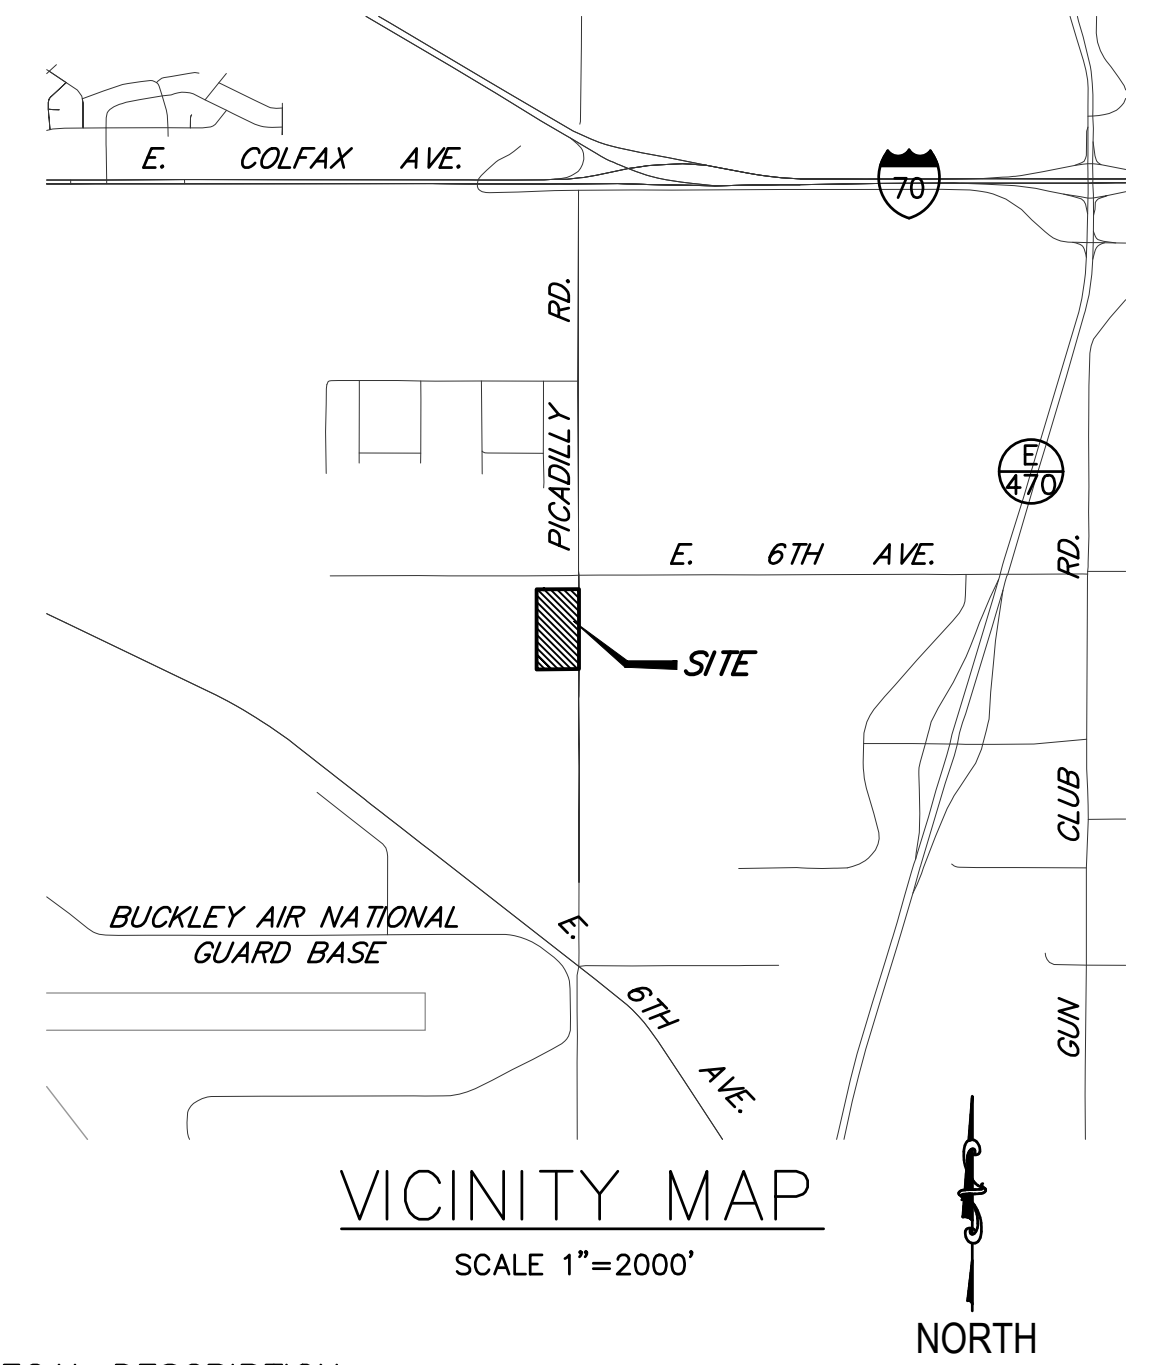 E. COLFAX AVE.
70
RD.
PICADILLY
E
470
E. 6TH AVE.
RD.
SITE
CLUB
BUCKLEY AIR NATIONAL
GUARD BASE
E.
6TH
AVE.
GUN
VICINITY MAP
SCALE 1"=2000'
NORTH
DESCRIPTION